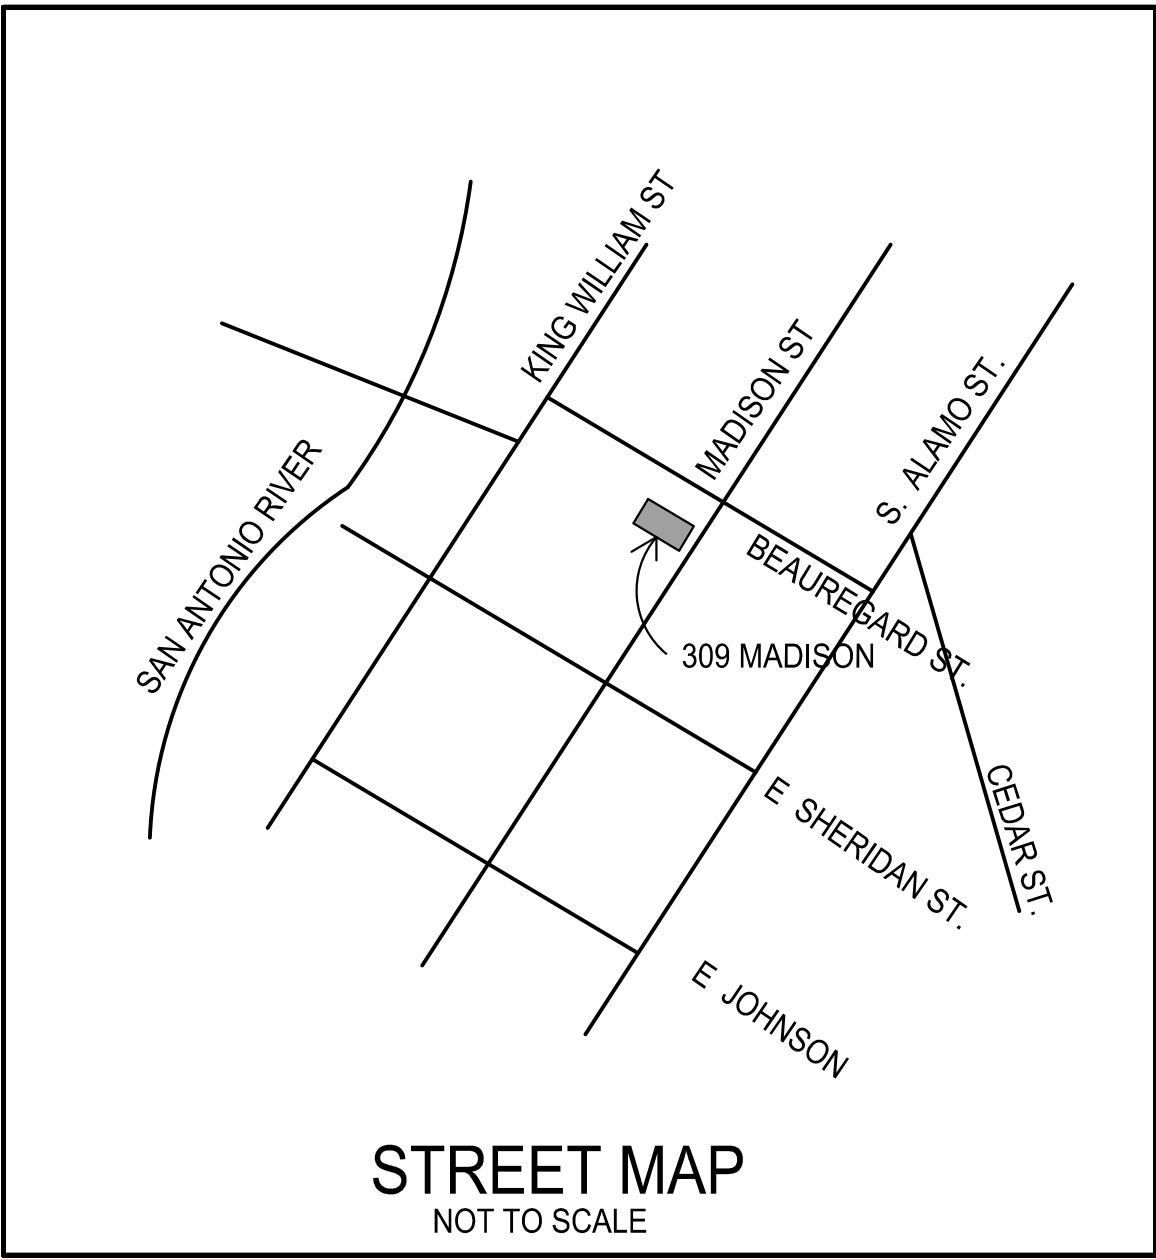 KING WILLIAM ST
MADISON ST
S. ALAMO ST.
SAN ANTONIO RIVER
BEAUREGARD ST.
309 MADISON
CEDAR ST.
E SHERIDAN ST.
E JOHNSON
STREET MAP
NOT TO SCALE